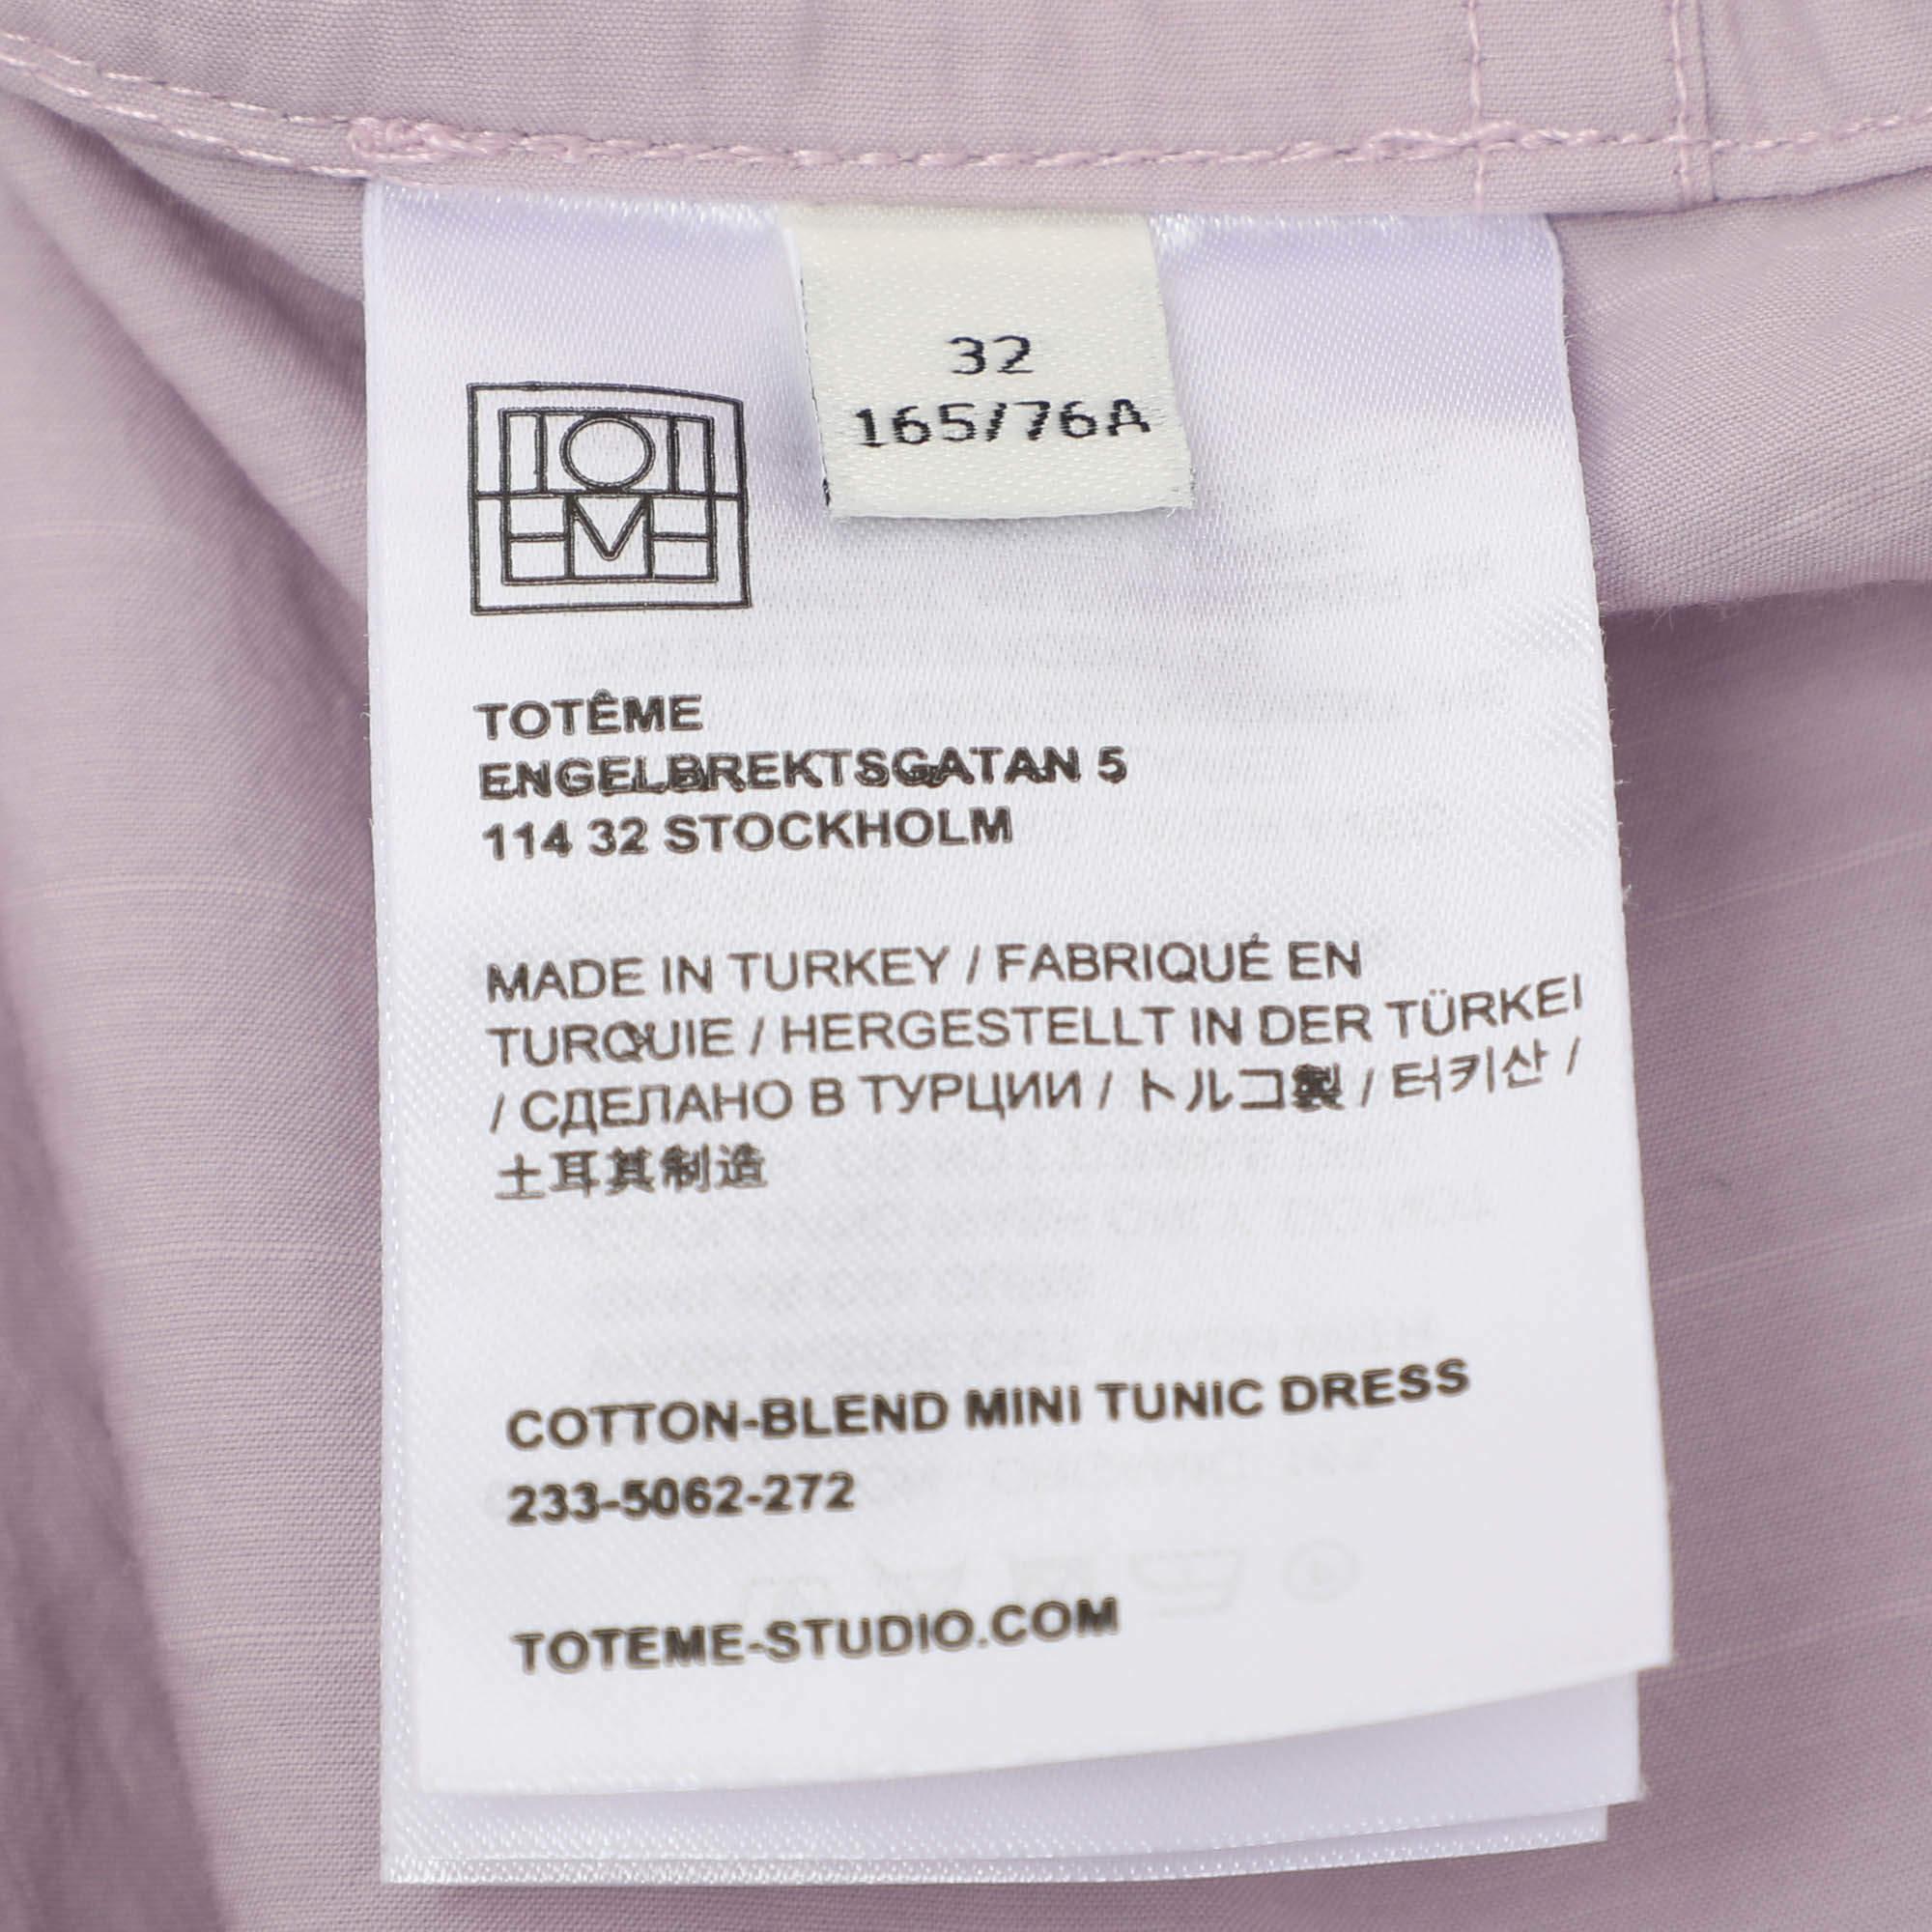 32
165/76A
TOTÊME
TOTÊME
ENGELBREKTSGATAN 5
114 32 STOCKHOLM
MADE IN TURKEY / FABRIQUÉ EN
TURQUIE / HERGESTELLT IN DER TÜRKEI
/ СДЕЛАНО В ТУРЦИИ / トルコ製 / 터키산 /
土耳其制造
COTTON-BLEND MINI TUNIC DRESS
233-5062-272
TOTEME-STUDIO.COM